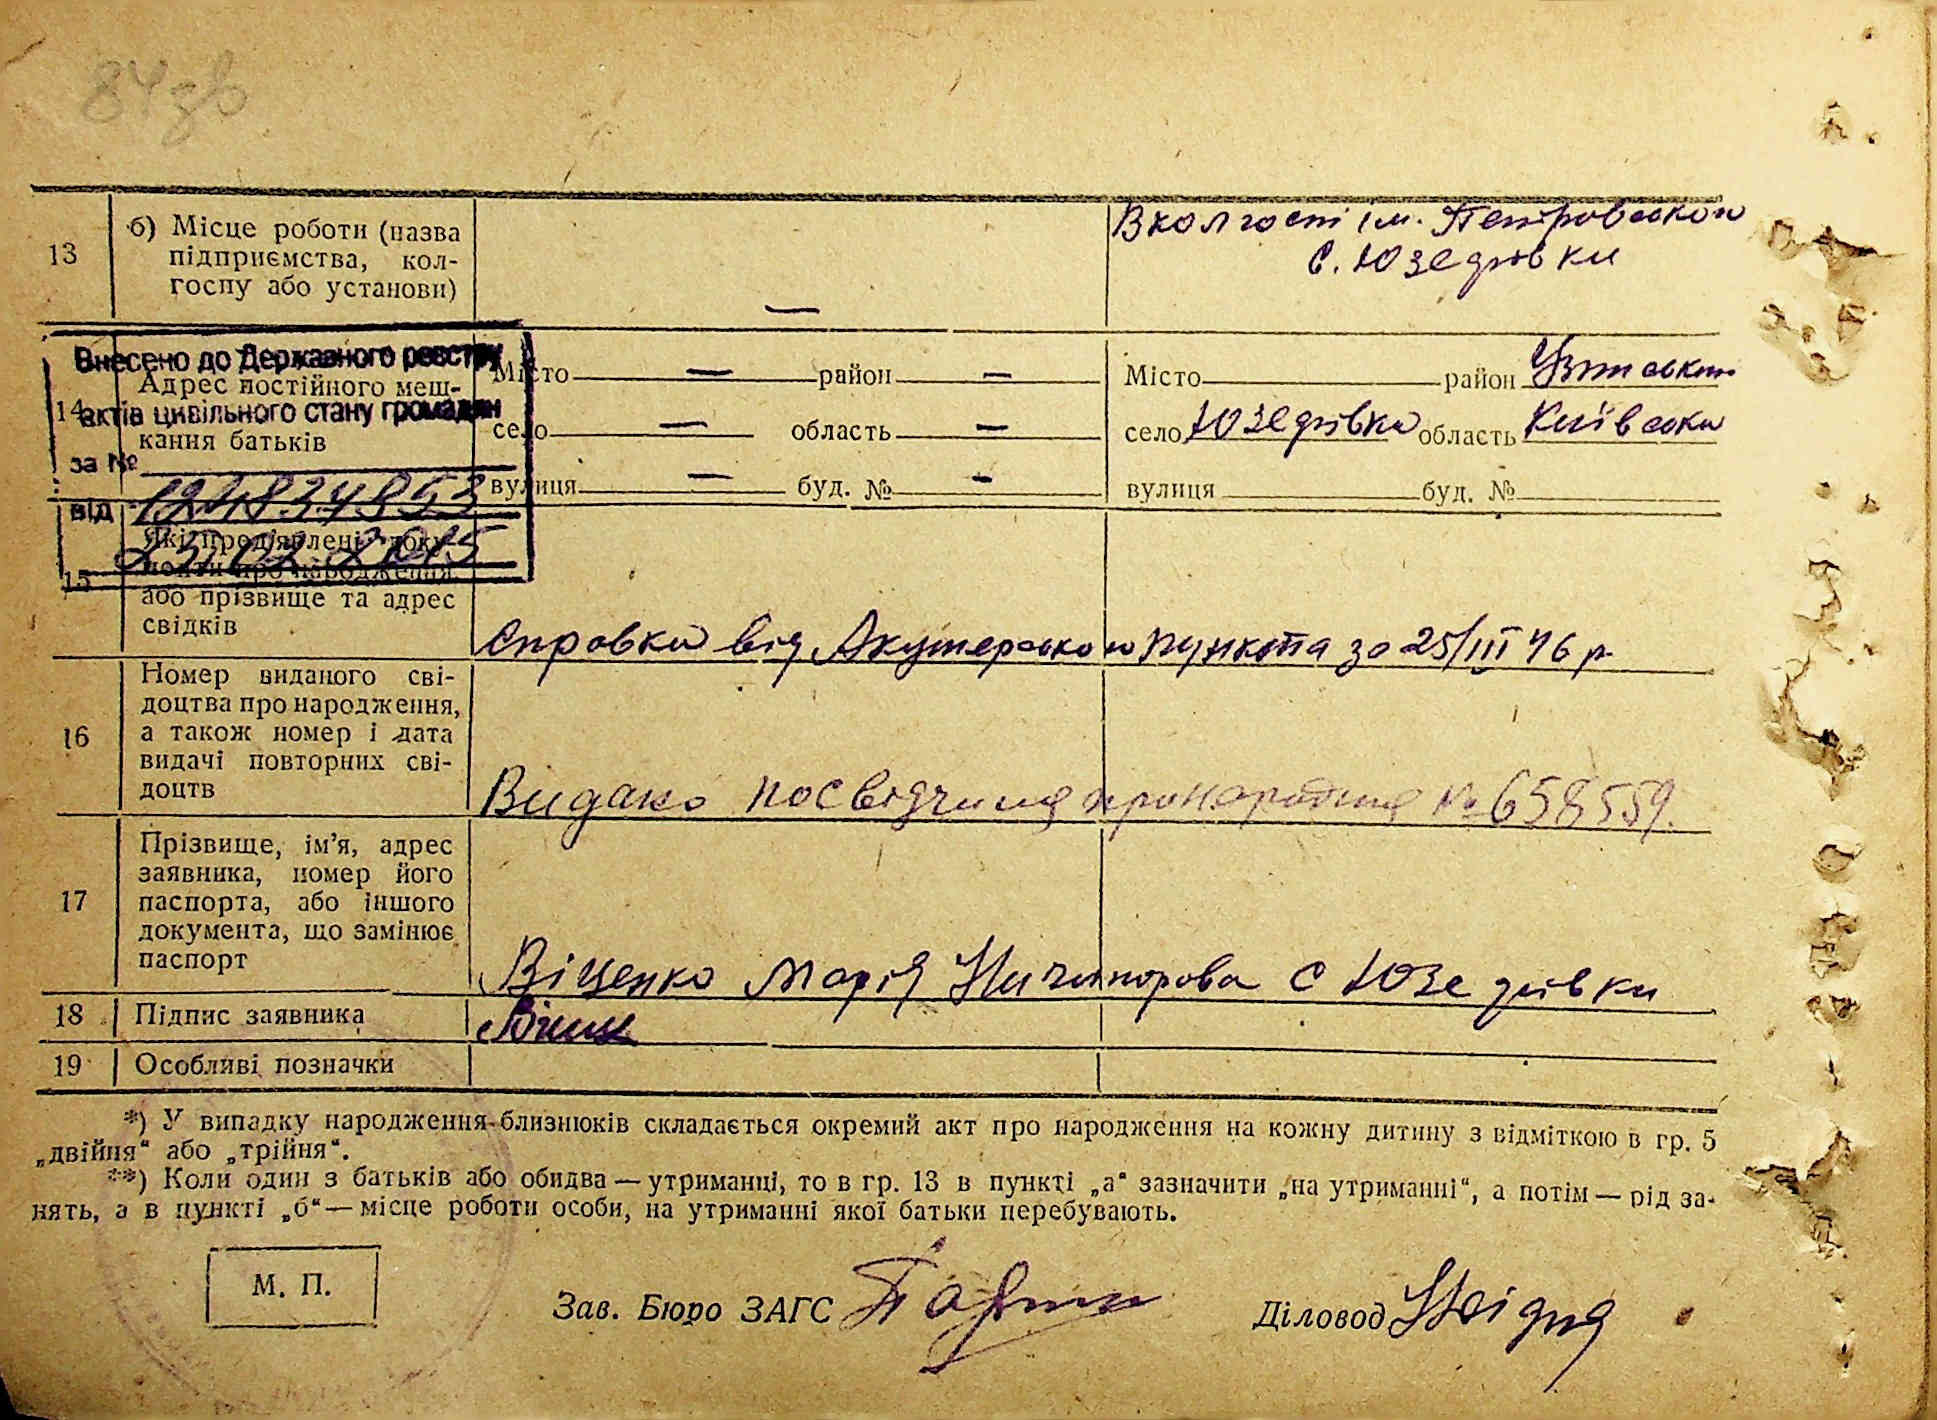 84зв
13
б) Місце роботи (назва
підприємства, кол-
госпу або установи)
—
В колгоспі ім. Петровського
с. Юзефівки
Внесено до Державного реєстру
актів цивільного стану громадян
за №
від
14
Адрес постійного меш-
кання батьків
Місто — район —
село — область —
вулиця — буд. № —
Місто район
село Юзефівка область Київська
вулиця буд. №
15
Які пред'явлені доку-
менти про народження
або прізвище та адрес
свідків
Справка від Акушерського пункта за 25/III 46 р
16
Номер виданого сві-
доцтва про народження,
а також номер і дата
видачі повторних сві-
доцтв
Видано № 658559.
17
Прізвище, ім’я, адрес
заявника, номер його
паспорта, або іншого
документа, що замінює
паспорт
Віценко Марія Ничипорова с Юзефівки
18 Підпис заявника
19 Особливі позначки
*) У випадку народження близнюків складається окремий акт про народження на кожну дитину з відміткою в гр. 5
„двійня“ або „трійня“.
**) Коли один з батьків або обидва — утриманці, то в гр. 13 в пункті „а“ зазначити „на утриманні“, а потім — рід за-
нять, а в пункті „б“ — місце роботи особи, на утриманні якої батьки перебувають.
М. П.
Зав. Бюро ЗАГС
Діловод